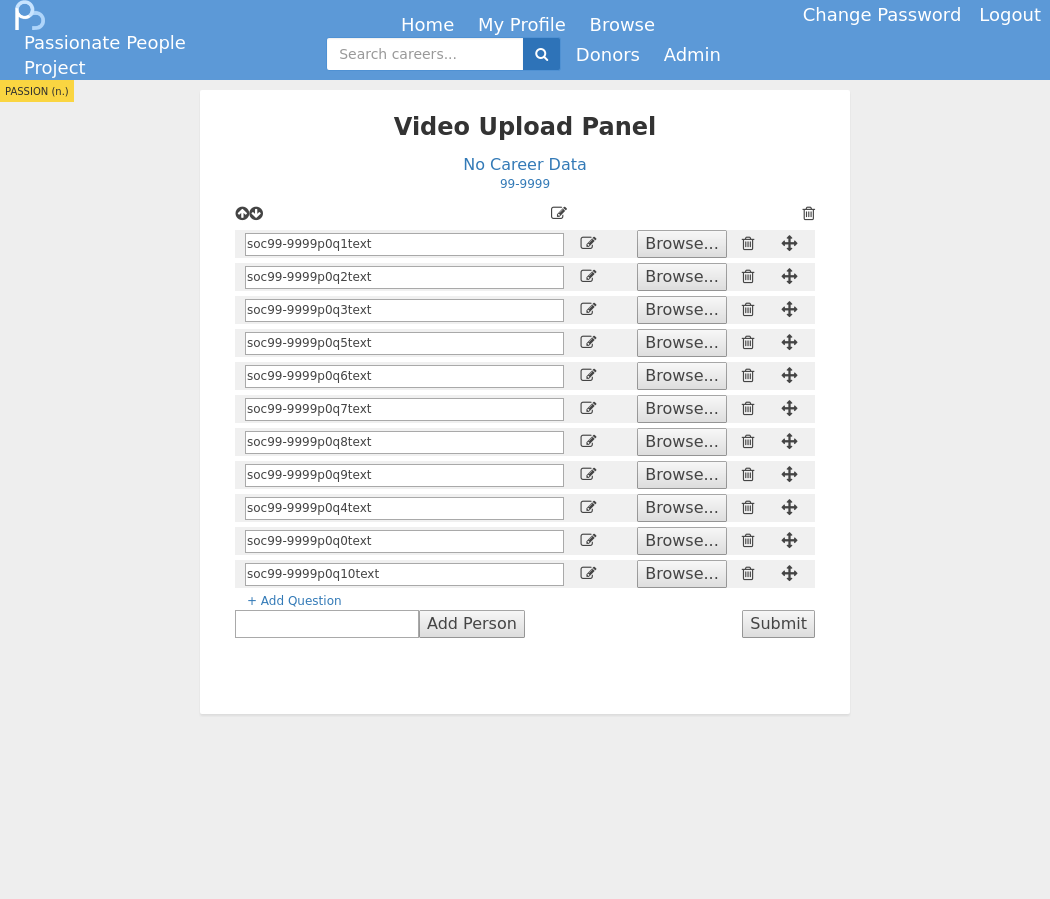 Change Password Logout
Home My Profile Browse
Passionate People
Project
Search careers...
Donors Admin
PASSION (n.)
Video Upload Panel
No Career Data
99-9999
soc99-9999p0q1text Browse...
soc99-9999p0q2text Browse...
soc99-9999p0q3text Browse...
soc99-9999p0q5text Browse...
soc99-9999p0q6text Browse...
soc99-9999p0q7text Browse...
soc99-9999p0q8text Browse...
soc99-9999p0q9text Browse...
soc99-9999p0q4text Browse...
soc99-9999p0q0text Browse...
soc99-9999p0q10text Browse...
+ Add Question
Add Person Submit